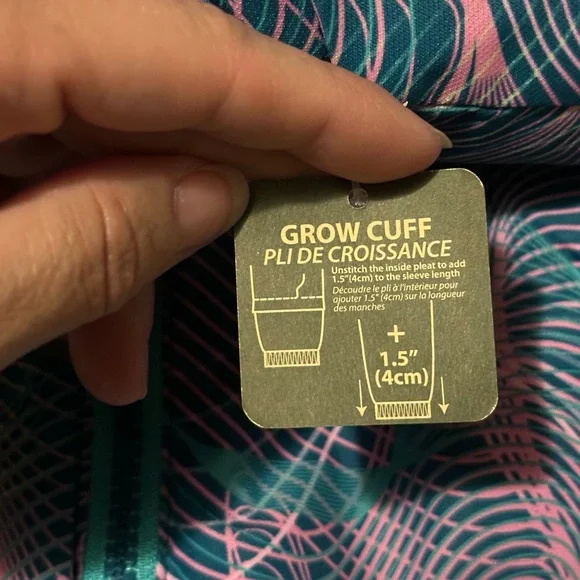 GROW CUFF
PLI DE CROISSANCE
Unstitch the inside pleat to add
1.5"(4cm) to the sleeve length
Découdre le pli à l'intérieur pour
ajouter 1.5" (4cm) sur la longueur
des manches
+
1.5"
(4cm)